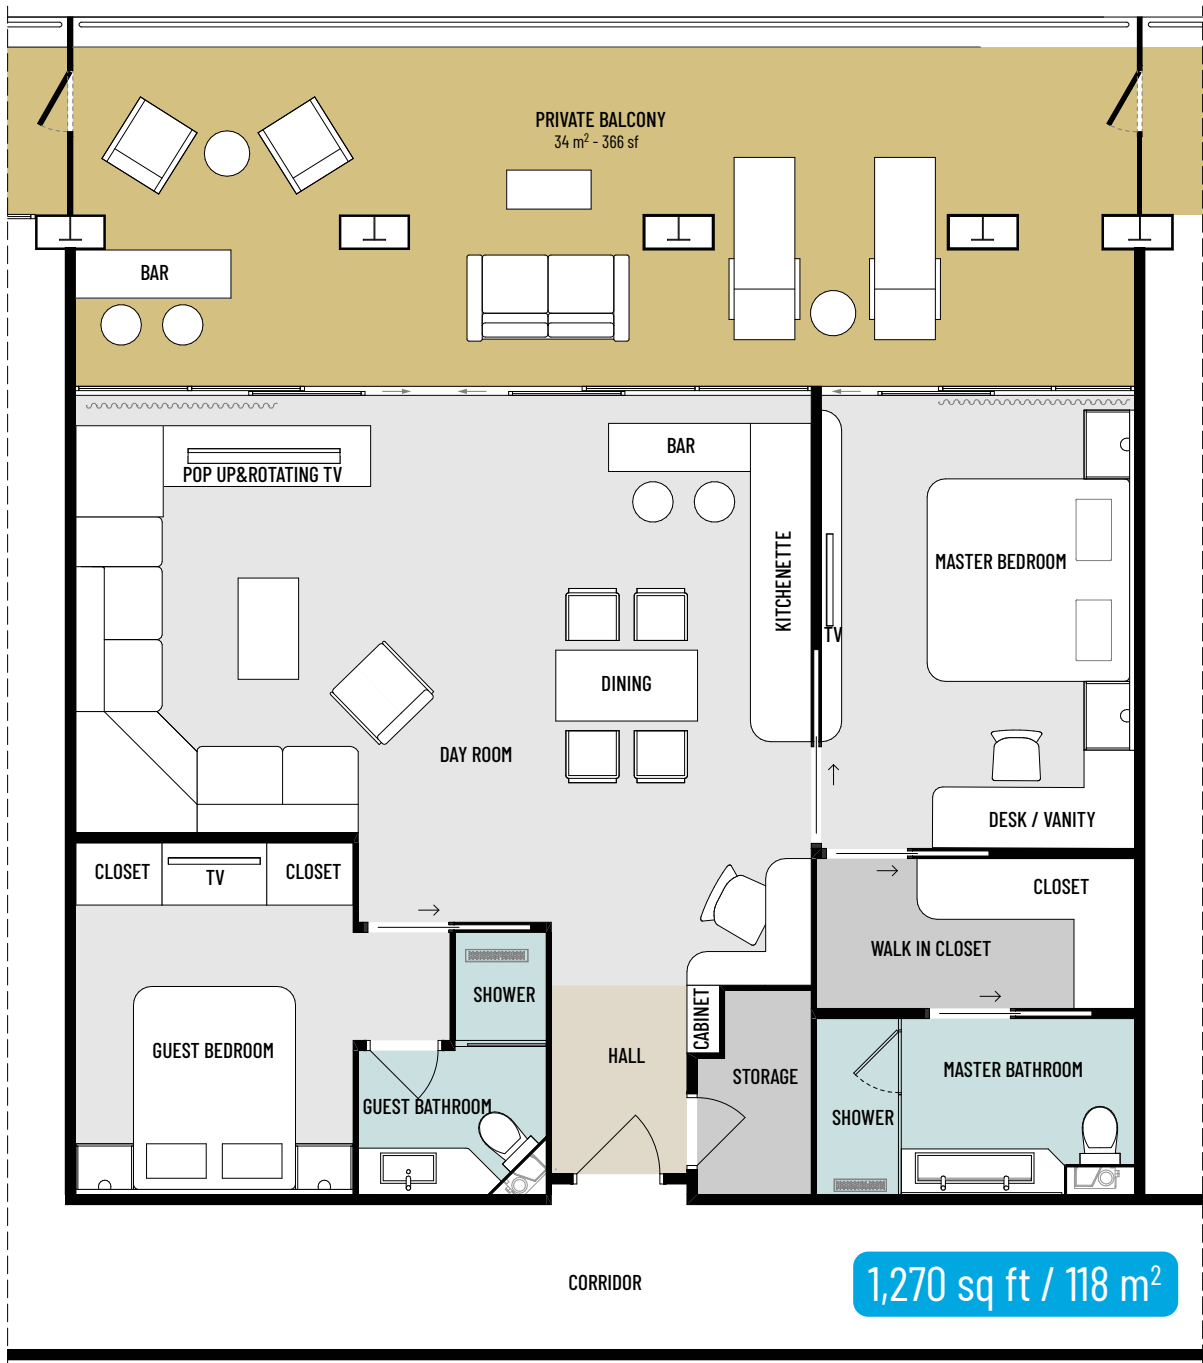 PRIVATE BALCONY
34 m² - 366 sf
BAR
BAR
POP UP&ROTATING TV
KITCHENETTE
MASTER BEDROOM
TV
DINING
DAY ROOM
DESK / VANITY
CLOSET
TV
CLOSET
CLOSET
WALK IN CLOSET
SHOWER
CABINET
GUEST BEDROOM
HALL
STORAGE
MASTER BATHROOM
GUEST BATHROOM
SHOWER
CORRIDOR
1,270 sq ft / 118 m²